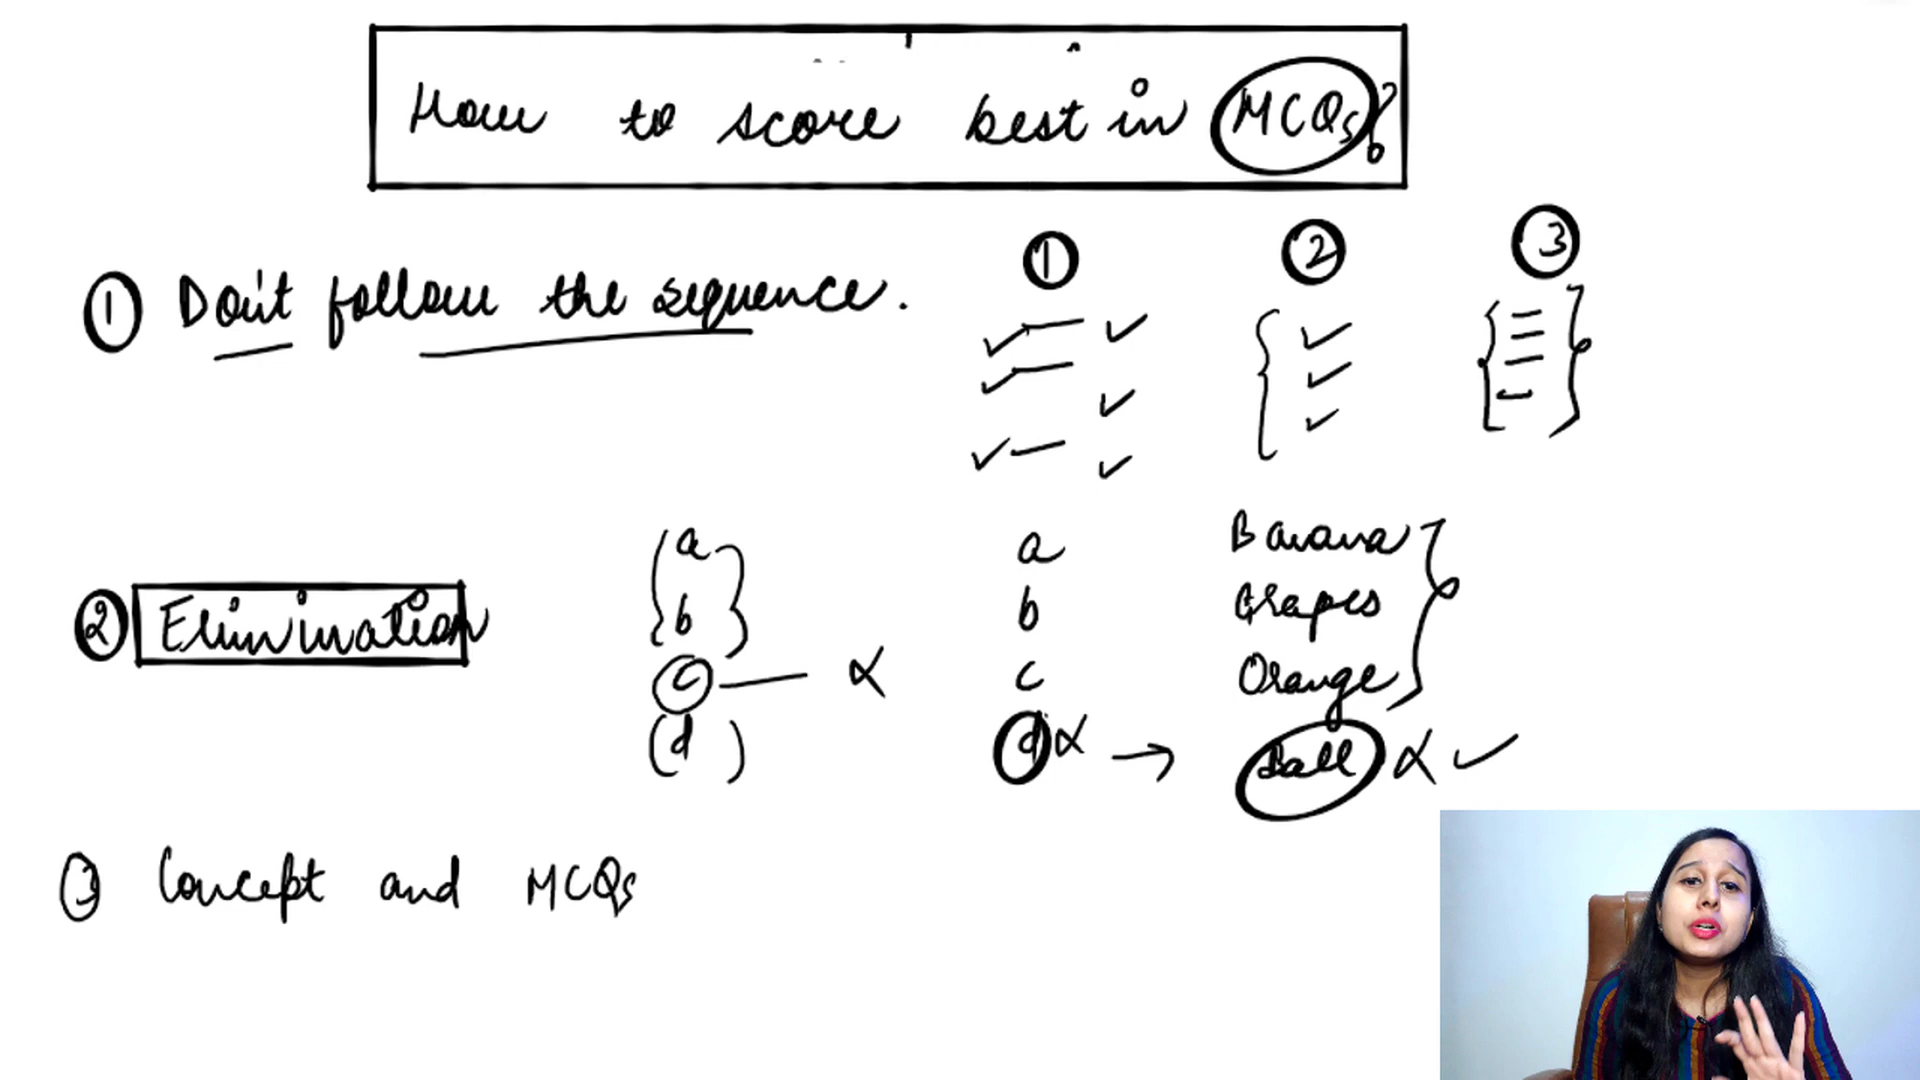 How to score best in MCQs?
① Don't follow the sequence.
① ② ③
② Elimination
a
b
c
d
a Banana
b Grapes
c Orange
d → Ball
③ Concept and MCQs